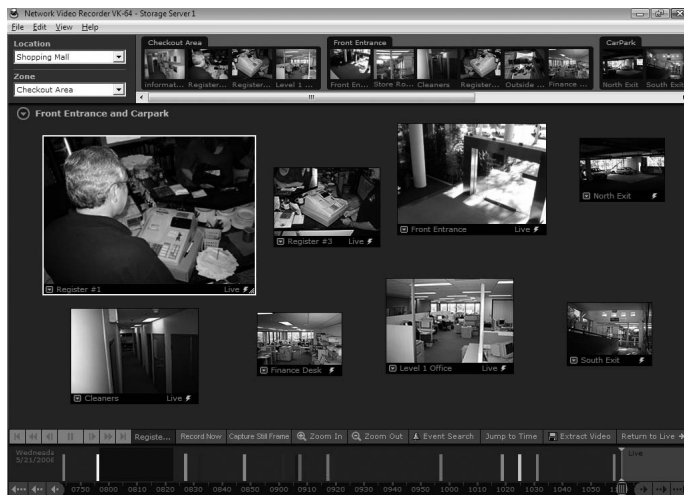 Network Video Recorder VK-64 - Storage Server1
File Edit View Help
Location
Shopping Mall
Zone
Checkout Area
Checkout Area
Informat... Register... Register... Level 1 ...
Front Entrance
Front En... Store Ro... Cleaners Register... Outside ... Finance ...
CarPark
North Exit South Exit
Front Entrance and Carpark
Register #1 Live
Register #3 Live
Front Entrance Live
North Exit
Cleaners Live
Finance Desk
Level 1 Office Live
South Exit
Registe... Record Now Capture Still Frame Zoom In Zoom Out Event Search Jump to Time Extract Video Return to Live
Wednesda
5/21/2008
Live
0750 0800 0810 0820 0830 0840 0850 0900 0910 0920 0930 0940 0950 1000 1010 1020 1030 1040 1050